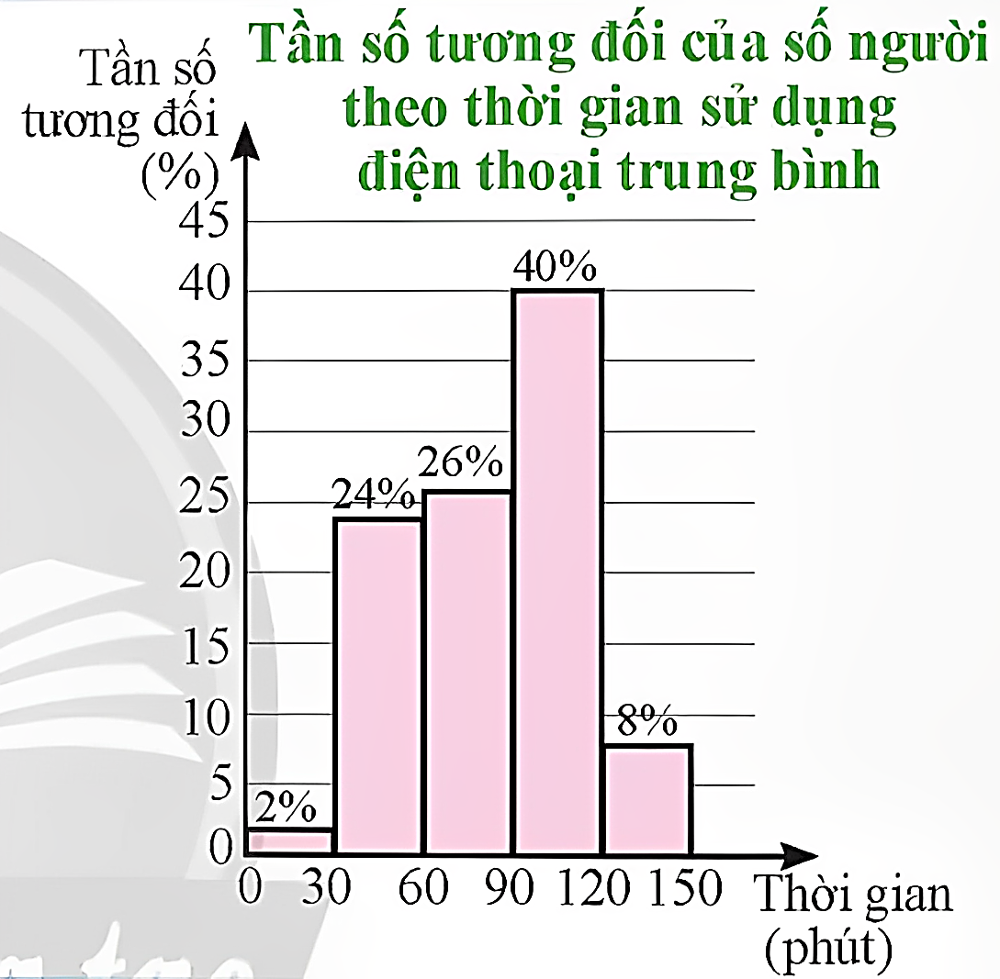 Tần số tương đối của số người
theo thời gian sử dụng
điện thoại trung bình
Tần số
tương đối
(%)
45
40
35
30
25
20
15
10
5
0
2%
24%
26%
40%
8%
0 30 60 90 120 150
Thời gian
(phút)